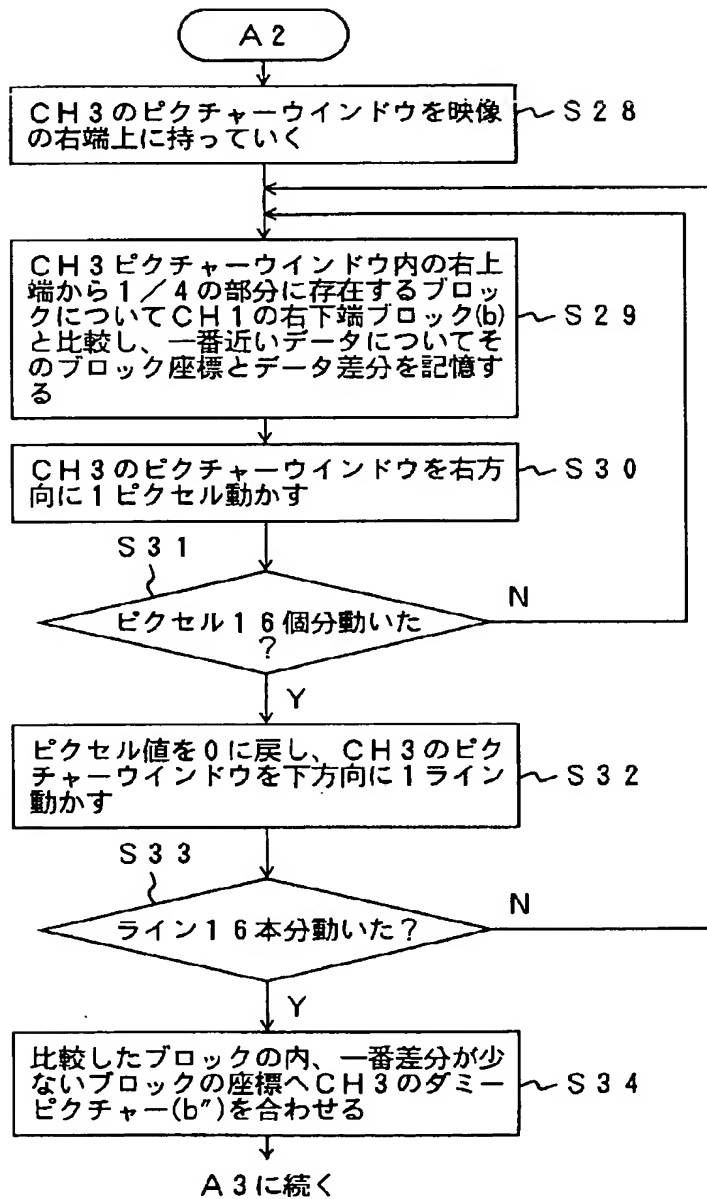 A2
CH3のピクチャーウインドウを映像
の右端上に持っていく
S28
CH3ピクチャーウインドウ内の右上
端から1/4の部分に存在するブロッ
クについてCH1の右下端ブロック(b)
と比較し、一番近いデータについてそ
のブロック座標とデータ差分を記憶す
る
S29
CH3のピクチャーウインドウを右方
向に1ピクセル動かす
S30
S31
ピクセル16個分動いた
?
N
Y
ピクセル値を0に戻し、CH3のピク
チャーウインドウを下方向に1ライン
動かす
S32
S33
ライン16本分動いた?
N
Y
比較したブロックの内、一番差分が少
ないブロックの座標へCH3のダミー
ピクチャー(b″)を合わせる
S34
A3に続く